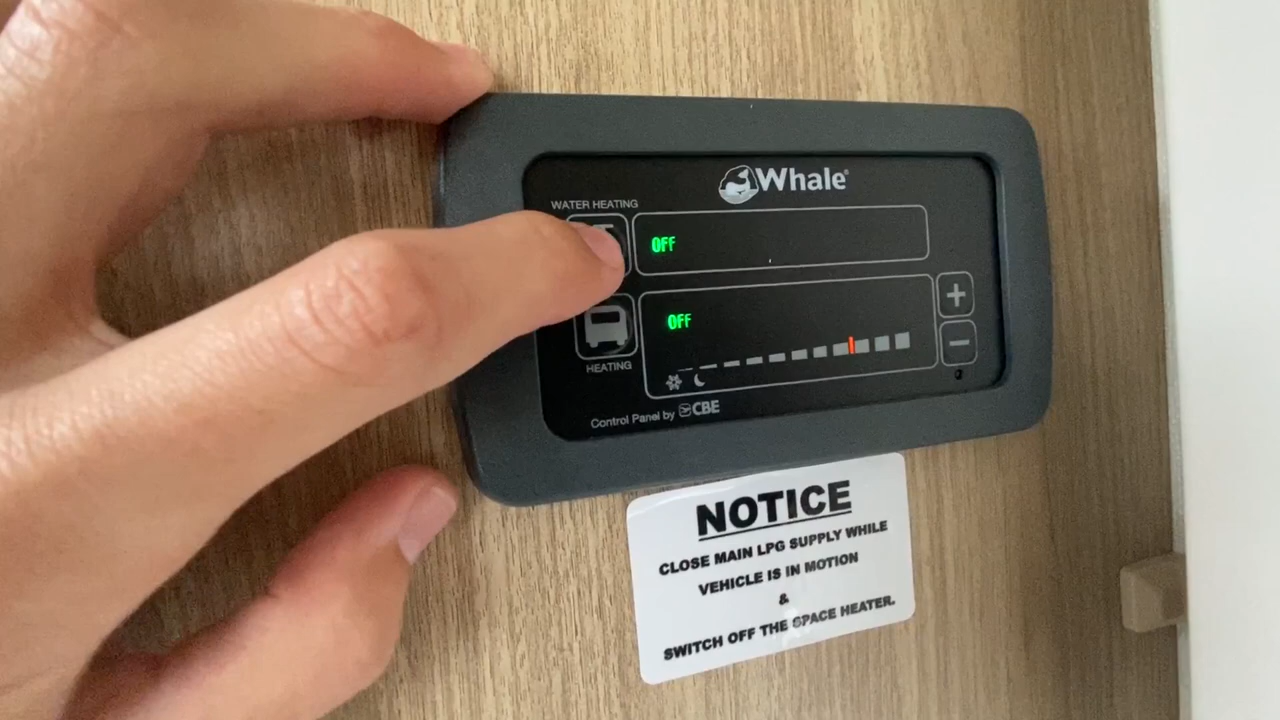 Whale®
WATER HEATING
OFF
OFF
HEATING
Control Panel by CBE
NOTICE
CLOSE MAIN LPG SUPPLY WHILE
VEHICLE IS IN MOTION
&
SWITCH OFF THE SPACE HEATER.